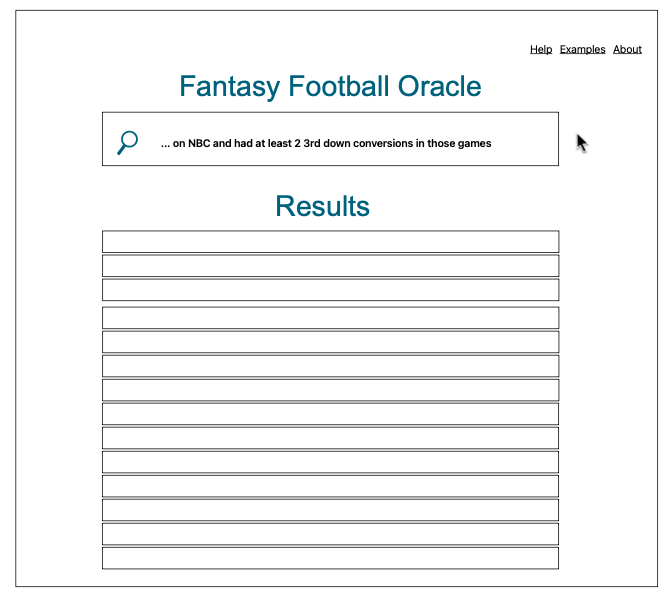 Help Examples About
Fantasy Football Oracle
... on NBC and had at least 2 3rd down conversions in those games
Results